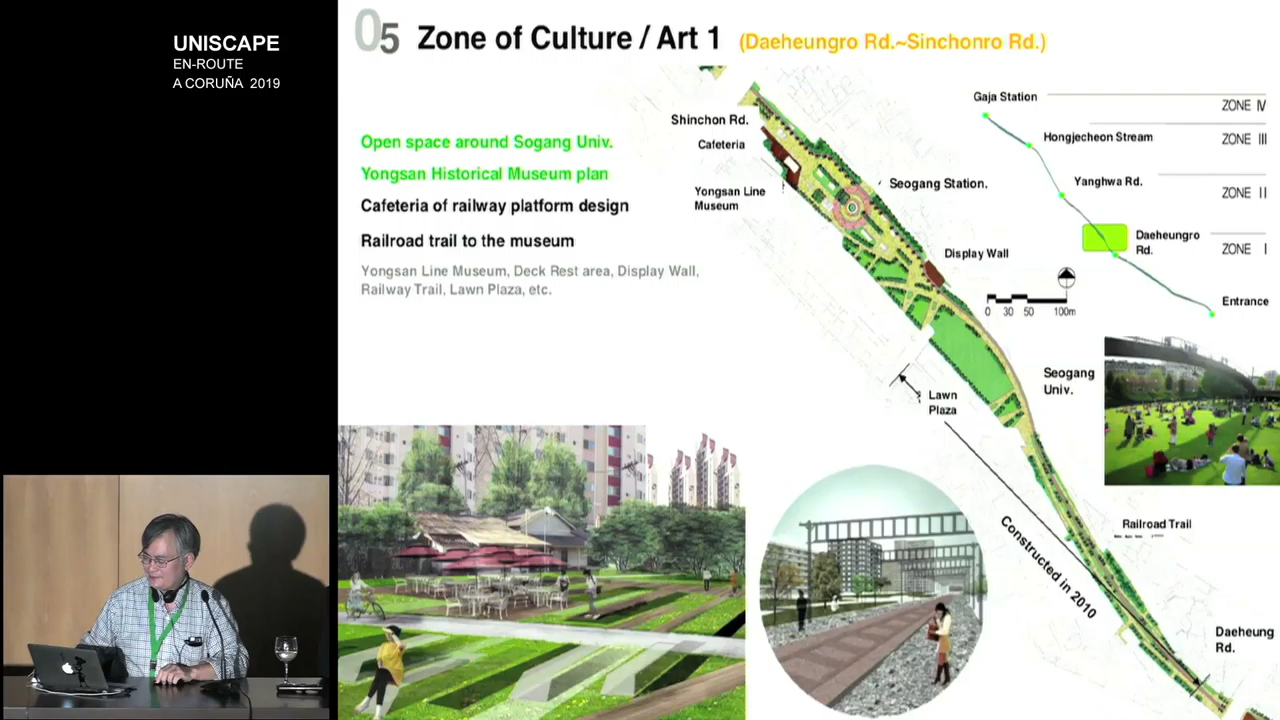 UNISCAPE
EN-ROUTE
A CORUÑA 2019
05 Zone of Culture / Art 1 (Daeheungro Rd.~Sinchonro Rd.)
Open space around Sogang Univ.
Yongsan Historical Museum plan
Cafeteria of railway platform design
Railroad trail to the museum
Yongsan Line Museum, Deck Rest area, Display Wall,
Railway Trail, Lawn Plaza, etc.
Shinchon Rd.
Cafeteria
Yongsan Line
Museum
Seogang Station.
Display Wall
Gaja Station
ZONE IV
Hongjecheon Stream
ZONE III
Yanghwa Rd.
ZONE II
Daeheungro
Rd.
ZONE I
Entrance
0 30 50 100m
Seogang
Univ.
Lawn
Plaza
Constructed in 2010
Railroad Trail
Daeheung
Rd.